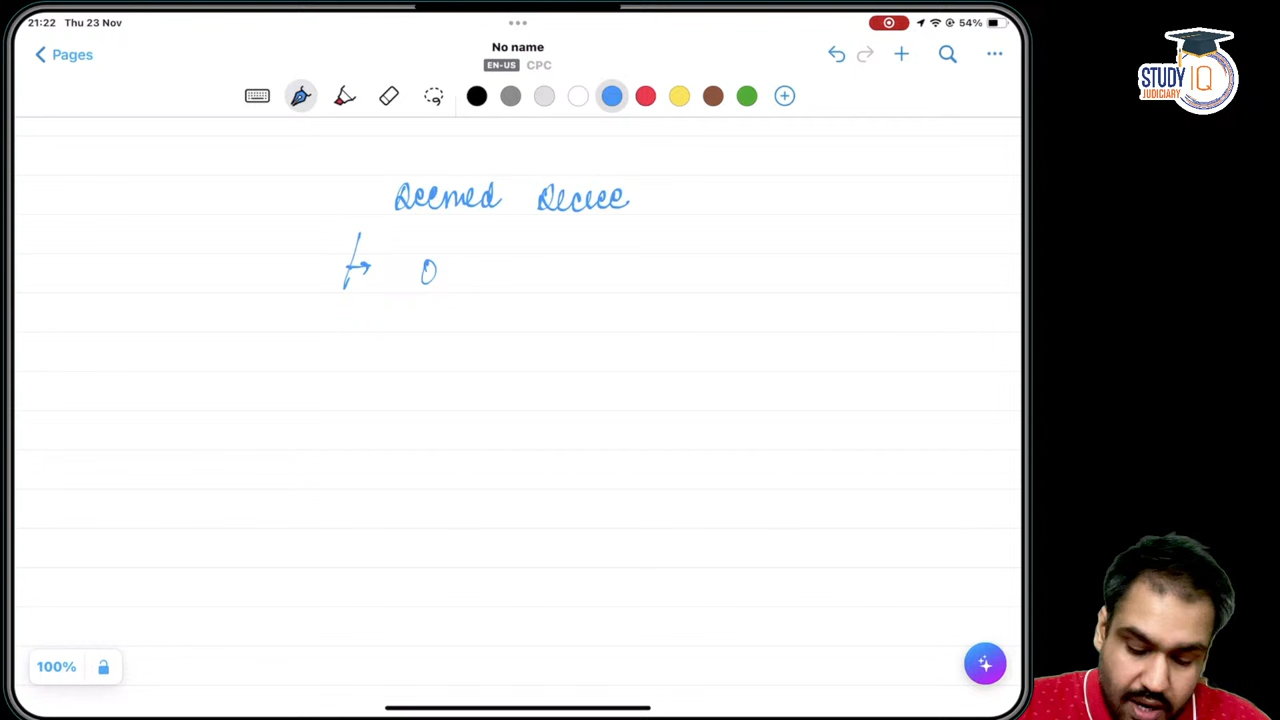 21:22 Thu 23 Nov
54%
Pages
No name
EN-US CPC
Deemed Decree
O
100%
STUDY IQ
JUDICIARY